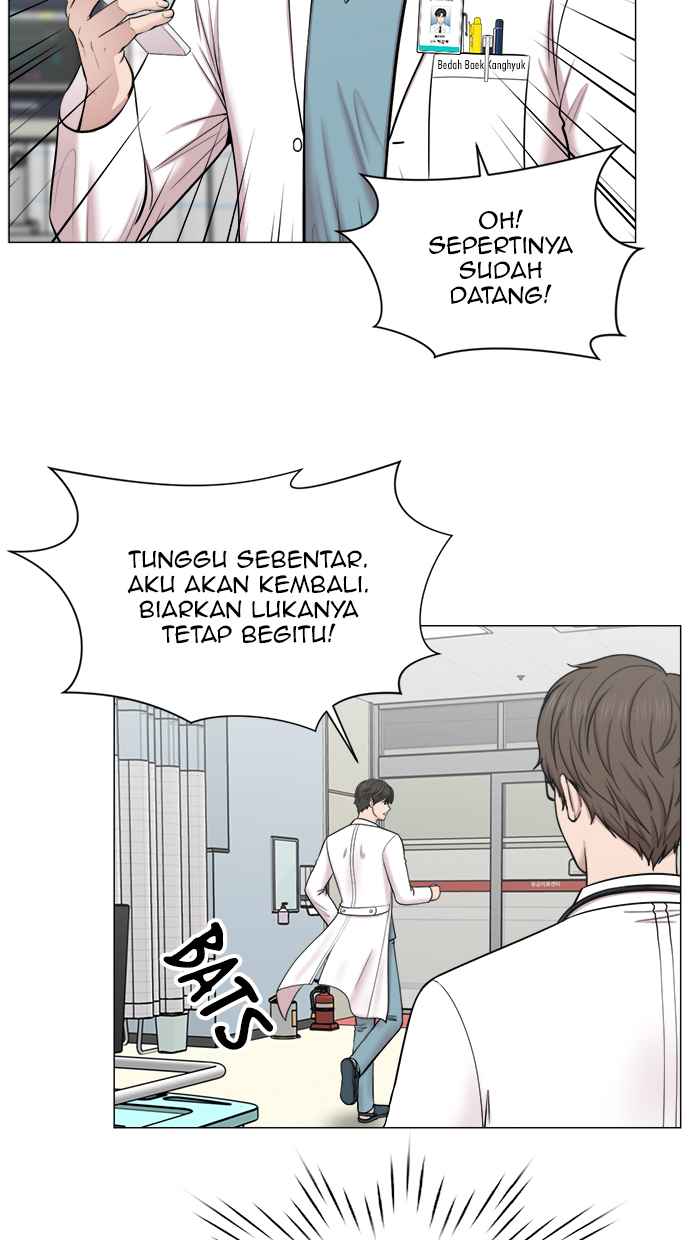 Bedah Baek Kanghyuk
OH!
SEPERTINYA
SUDAH
DATANG!
TUNGGU SEBENTAR.
AKU AKAN KEMBALI.
BIARKAN LUKANYA
TETAP BEGITU!
BATS